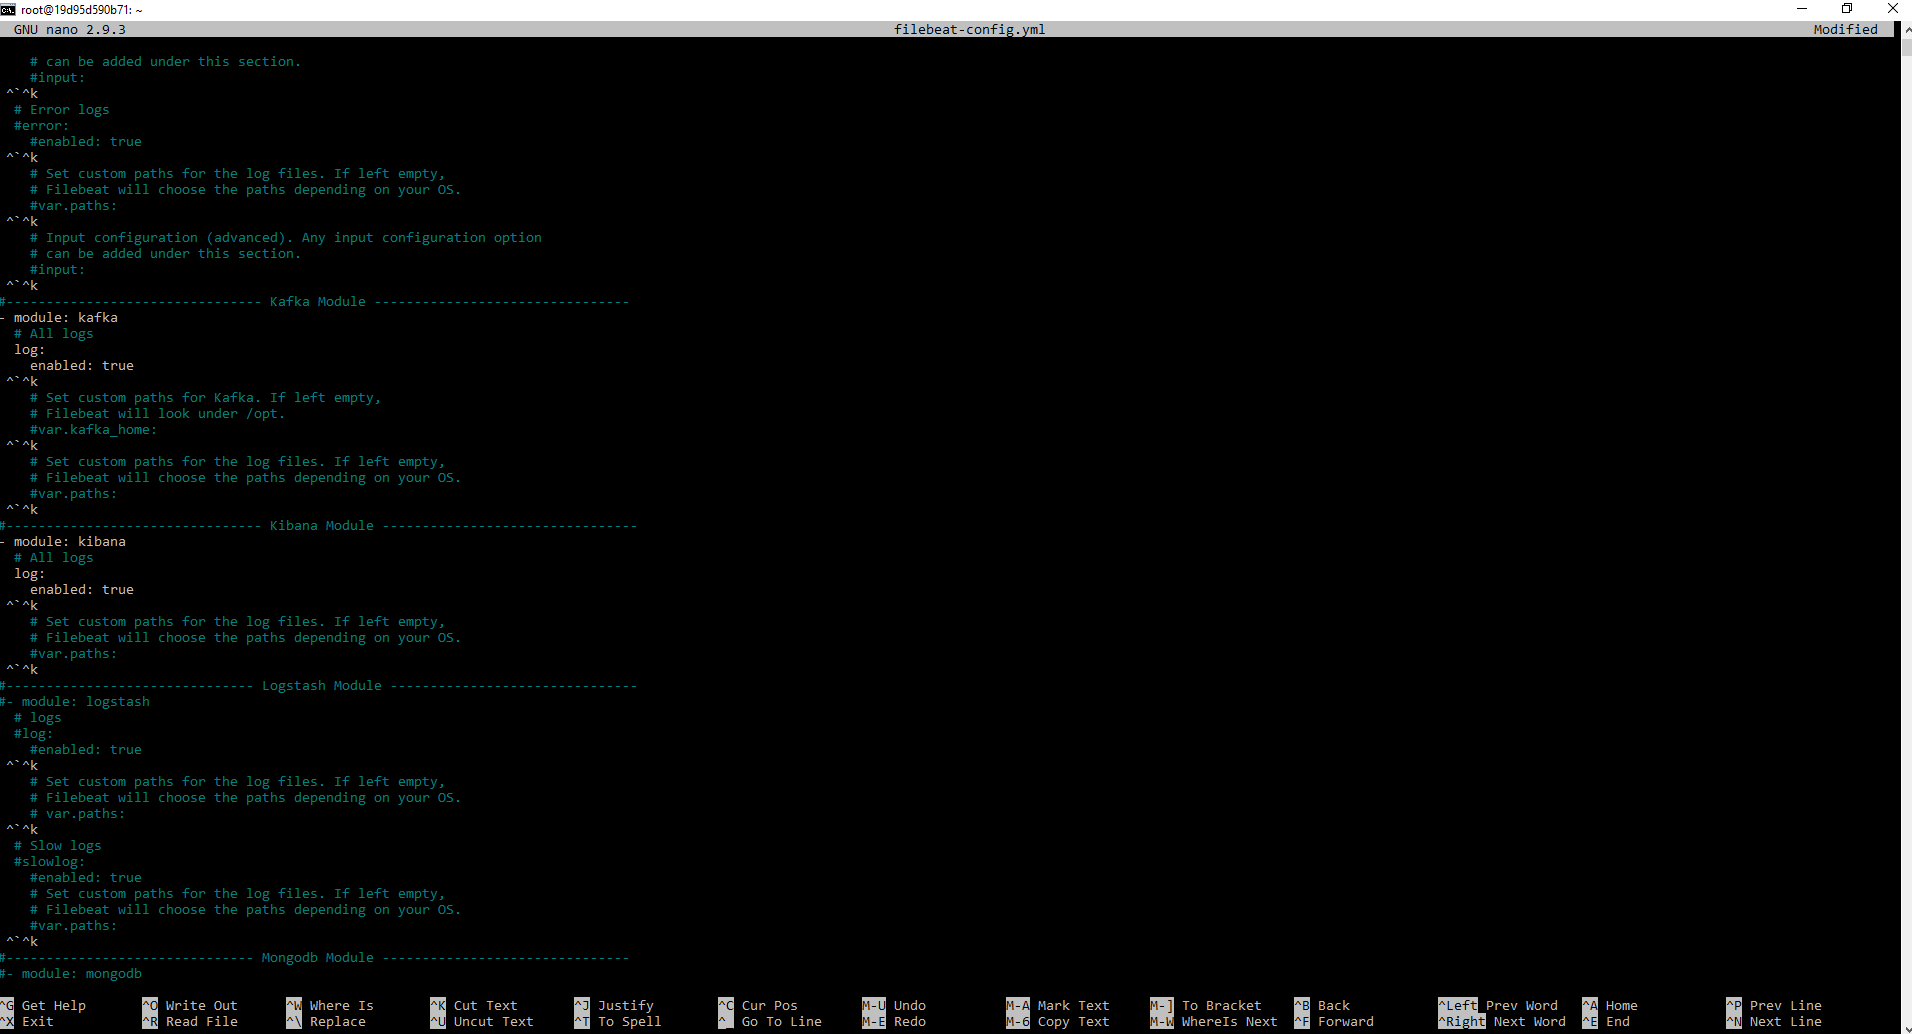 root@19d95d590b71: ~
GNU nano 2.9.3 filebeat-config.yml Modified
# can be added under this section.
#input:
^`^k
# Error logs
#error:
#enabled: true
^`^k
# Set custom paths for the log files. If left empty,
# Filebeat will choose the paths depending on your OS.
#var.paths:
^`^k
# Input configuration (advanced). Any input configuration option
# can be added under this section.
#input:
^`^k
#-------------------------------- Kafka Module --------------------------------
- module: kafka
# All logs
log:
enabled: true
^`^k
# Set custom paths for Kafka. If left empty,
# Filebeat will look under /opt.
#var.kafka_home:
^`^k
# Set custom paths for the log files. If left empty,
# Filebeat will choose the paths depending on your OS.
#var.paths:
^`^k
#-------------------------------- Kibana Module --------------------------------
- module: kibana
# All logs
log:
enabled: true
^`^k
# Set custom paths for the log files. If left empty,
# Filebeat will choose the paths depending on your OS.
#var.paths:
^`^k
#------------------------------- Logstash Module -------------------------------
#- module: logstash
# logs
#log:
#enabled: true
^`^k
# Set custom paths for the log files. If left empty,
# Filebeat will choose the paths depending on your OS.
# var.paths:
^`^k
# Slow logs
#slowlog:
#enabled: true
# Set custom paths for the log files. If left empty,
# Filebeat will choose the paths depending on your OS.
#var.paths:
^`^k
#------------------------------- Mongodb Module -------------------------------
#- module: mongodb
^G Get Help ^O Write Out ^W Where Is ^K Cut Text ^J Justify ^C Cur Pos M-U Undo M-A Mark Text M-] To Bracket ^B Back ^Left Prev Word ^A Home ^P Prev Line
^X Exit ^R Read File ^\ Replace ^U Uncut Text ^T To Spell ^_ Go To Line M-E Redo M-6 Copy Text M-W WhereIs Next ^F Forward ^Right Next Word ^E End ^N Next Line